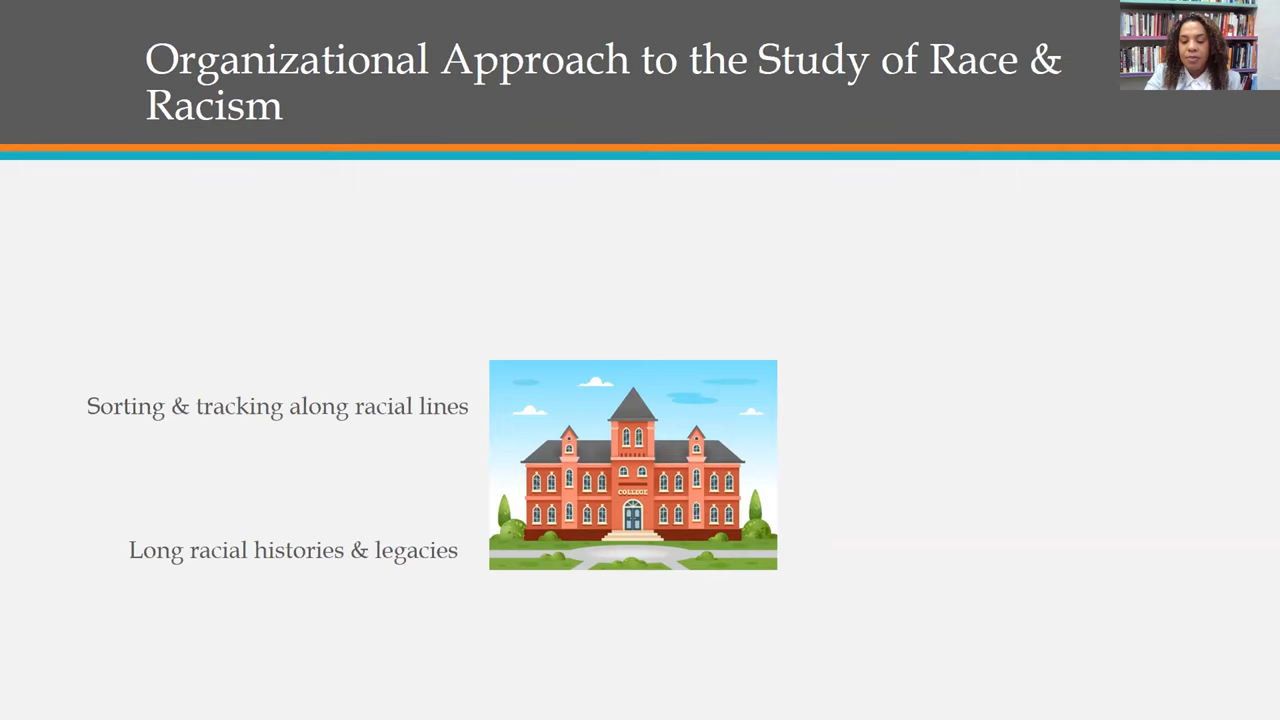 Organizational Approach to the Study of Race &
Racism
Sorting & tracking along racial lines
COLLEGE
Long racial histories & legacies